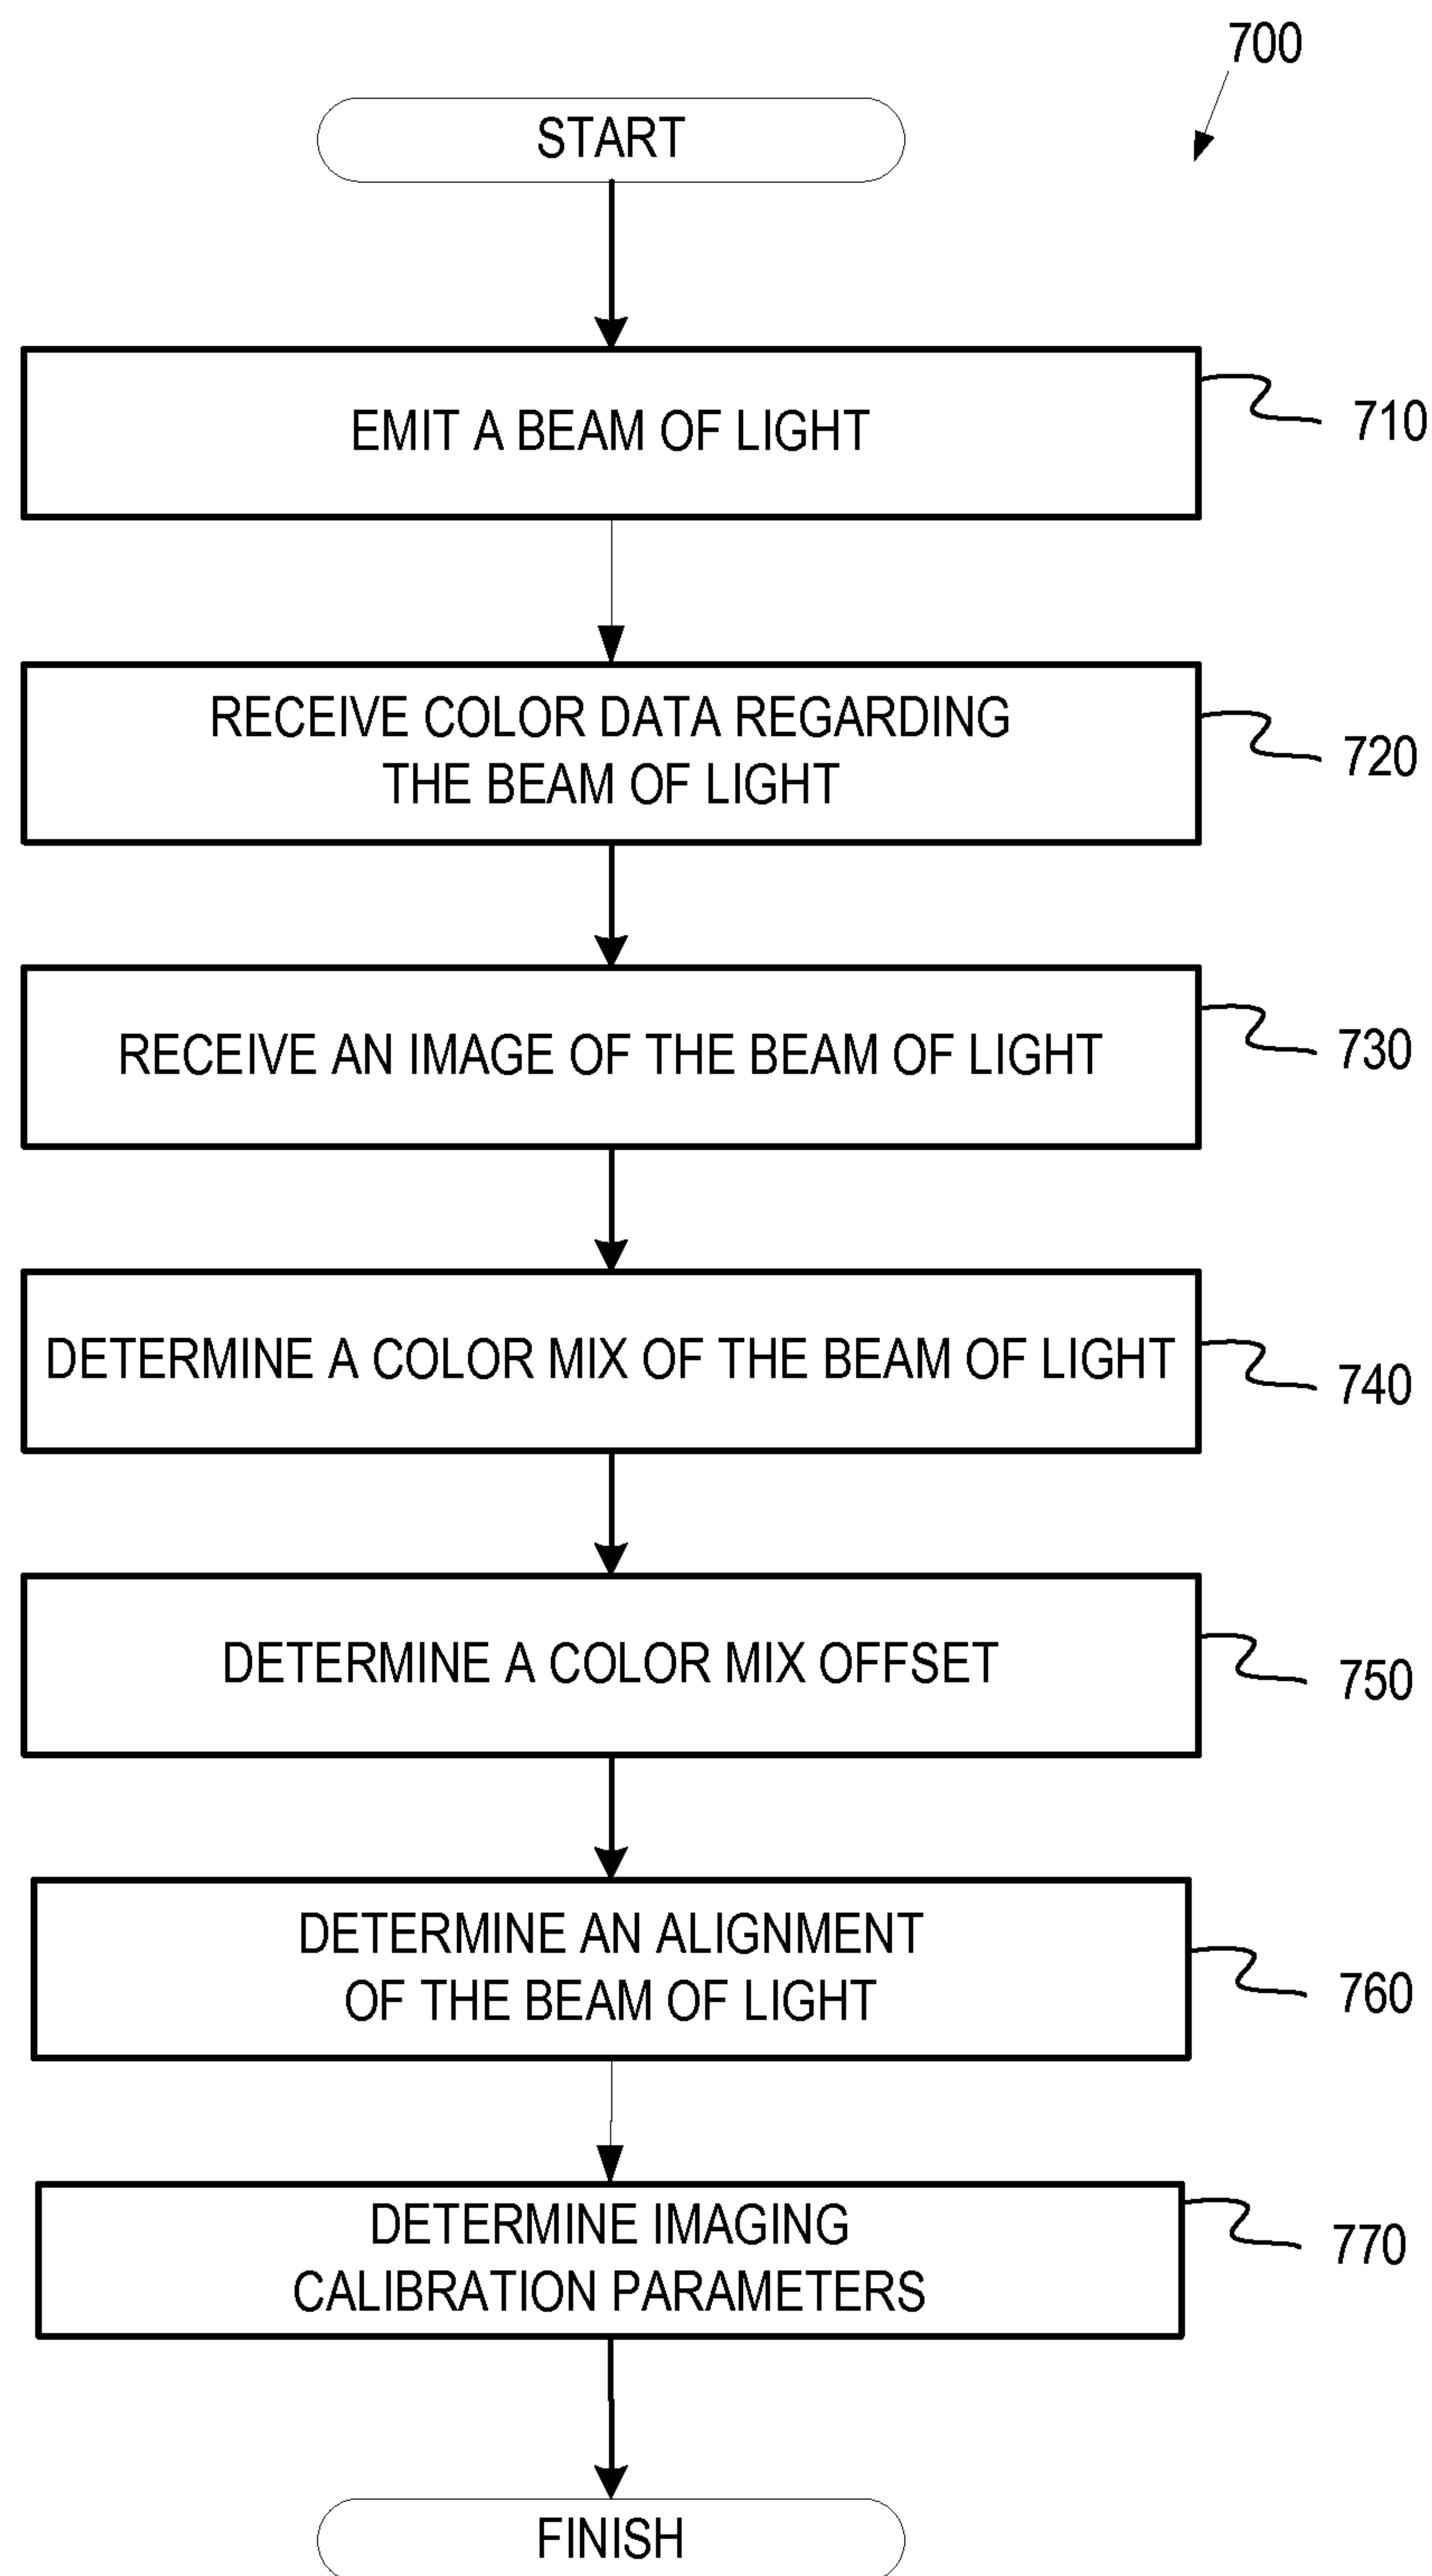 700
START
EMIT A BEAM OF LIGHT
710
RECEIVE COLOR DATA REGARDING
THE BEAM OF LIGHT
720
RECEIVE AN IMAGE OF THE BEAM OF LIGHT
730
DETERMINE A COLOR MIX OF THE BEAM OF LIGHT
740
DETERMINE A COLOR MIX OFFSET
750
DETERMINE AN ALIGNMENT
OF THE BEAM OF LIGHT
760
DETERMINE IMAGING
CALIBRATION PARAMETERS
770
FINISH